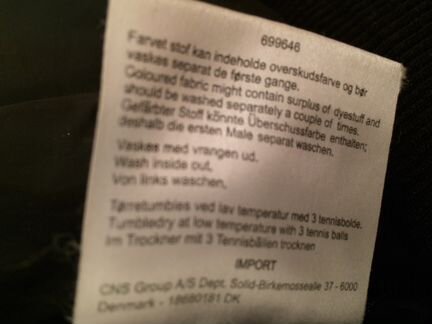 699646
Farvet stof kan indeholde overskudsfarve og bør
vaskes separat de første gange.
Coloured fabric might contain surplus of dyestuff and
should be washed separately a couple of times.
Gefärbter Stoff könnte Überschussfarbe enthalten;
deshalb die ersten Male separat waschen.
Vaskes med vrangen ud.
Wash inside out,
Von links waschen,
Tørretumbles ved lav temperatur med 3 tennisbolde.
Tumbledry at low temperature with 3 tennis balls
Im Trockner mit 3 Tennisbällen trocknen
IMPORT
CNS Group A/S Dept. Solid-Birkemosealle 37 - 6000
Denmark - 18680181 DK